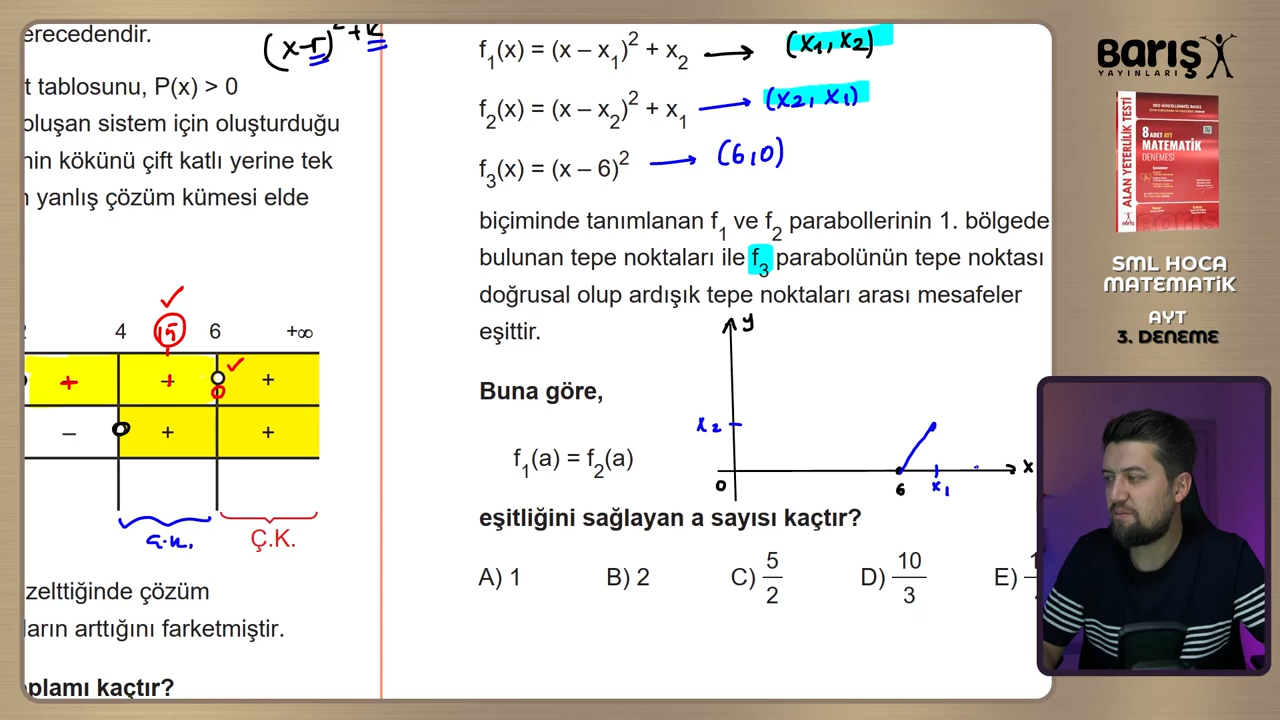 erecedendir.
(x-r)² + k
t tablosunu, P(x) > 0
oluşan sistem için oluşturduğu
nin kökünü çift katlı yerine tek
yanlış çözüm kümesi elde
4 15 6 +∞
+ + 0 +
– + +
Ç.K. Ç.K.
zelttiğinde çözüm
ların arttığını farketmiştir.
plamı kaçtır?
f₁(x) = (x – x₁)² + x₂ → (x₁, x₂)
f₂(x) = (x – x₂)² + x₁ → (x₂, x₁)
f₃(x) = (x – 6)² → (6,0)
biçiminde tanımlanan f₁ ve f₂ parabollerinin 1. bölgede
bulunan tepe noktaları ile f₃ parabolünün tepe noktası
doğrusal olup ardışık tepe noktaları arası mesafeler
eşittir.
Buna göre,
f₁(a) = f₂(a)
y
x₂
0 6 x₁ x
eşitliğini sağlayan a sayısı kaçtır?
A) 1 B) 2 C) 5/2 D) 10/3 E)
BARIŞ
YAYINLARI
ALAN YETERLİLİK TESTİ
8 ADET AYT
MATEMATİK
DENEMESİ
SML HOCA
MATEMATİK
AYT
3. DENEME